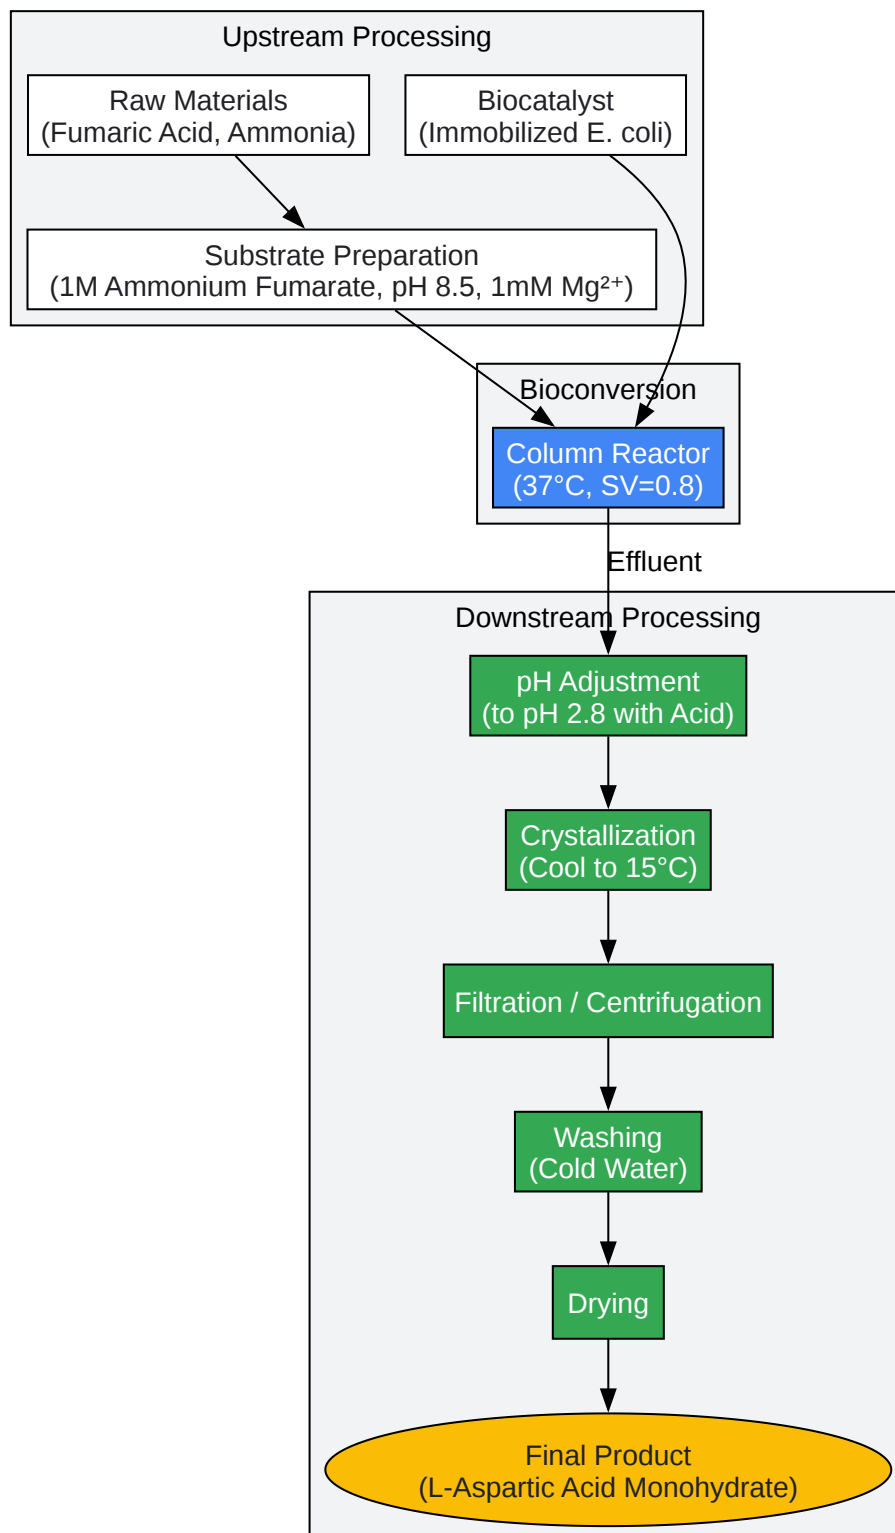 Upstream Processing
Raw Materials
(Fumaric Acid, Ammonia)
Biocatalyst
(Immobilized E. coli)
Substrate Preparation
(1M Ammonium Fumarate, pH 8.5, 1mM Mg²⁺)
Bioconversion
Column Reactor
(37°C, SV=0.8)
Effluent
Downstream Processing
pH Adjustment
(to pH 2.8 with Acid)
Crystallization
(Cool to 15°C)
Filtration / Centrifugation
Washing
(Cold Water)
Drying
Final Product
(L-Aspartic Acid Monohydrate)